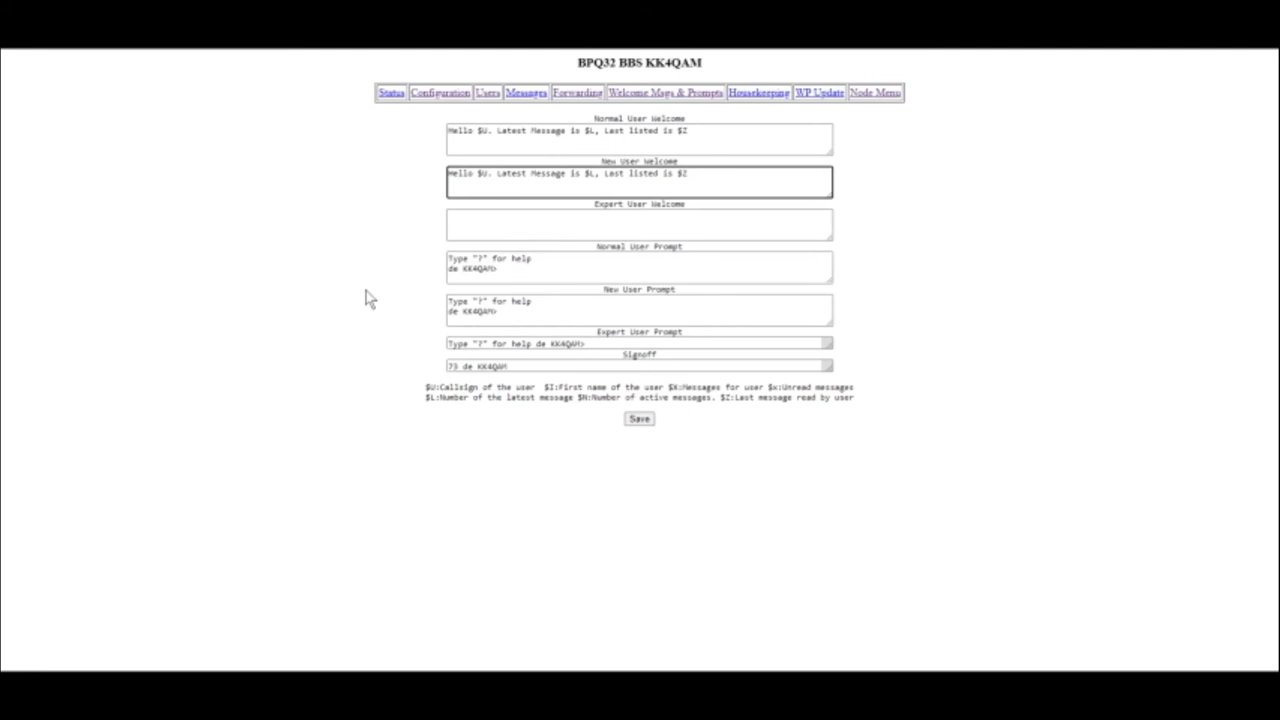 BPQ32 BBS KK4QAM
Status Configuration Users Messages Forwarding Welcome Msgs & Prompts Housekeeping WP Update Node Menu
Normal User Welcome
Hello $U. Latest Message is $L, Last listed is $Z
New User Welcome
Hello $U. Latest Message is $L, Last listed is $Z
Expert User Welcome
Normal User Prompt
Type "?" for help
de KK4QAM>
New User Prompt
Type "?" for help
de KK4QAM>
Expert User Prompt
Type "?" for help de KK4QAM>
Signoff
73 de KK4QAM
$U:Callsign of the user $I:First name of the user $X:Messages for user $x:Unread messages
$L:Number of the latest message $N:Number of active messages. $Z:Last message read by user
Save